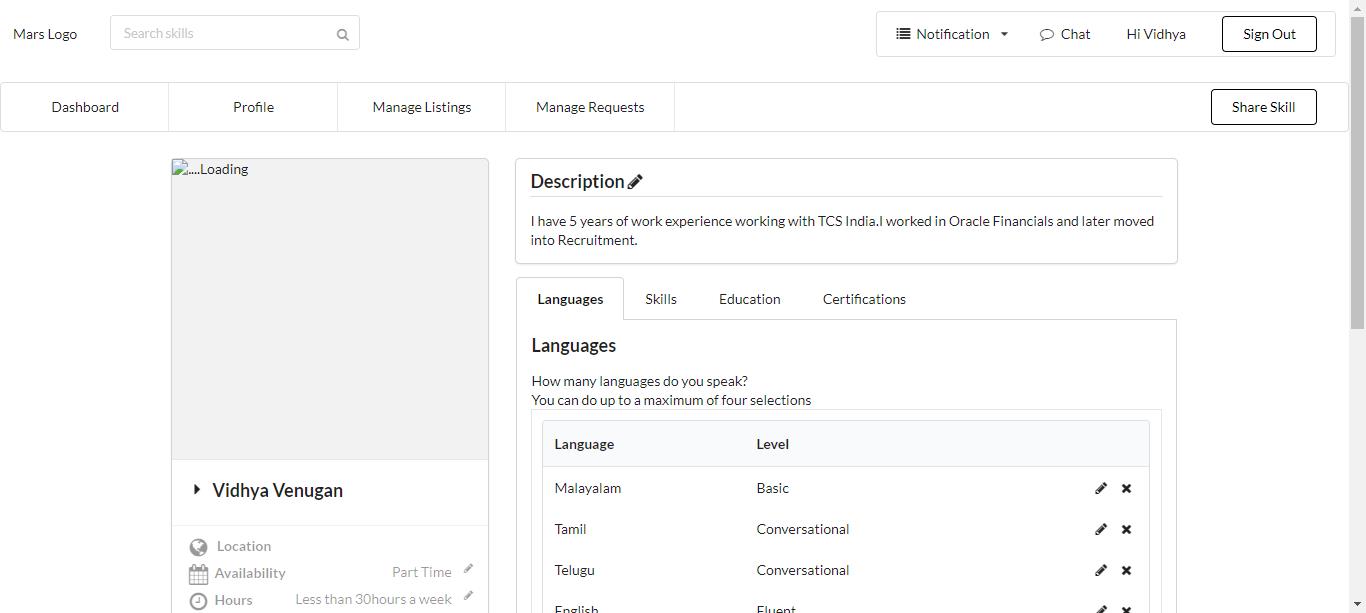 Mars Logo
Search skills
Notification
Chat
Hi Vidhya
Sign Out
Dashboard
Profile
Manage Listings
Manage Requests
Share Skill
....Loading
Vidhya Venugan
Location
Availability
Part Time
Hours
Less than 30hours a week
Description
I have 5 years of work experience working with TCS India.I worked in Oracle Financials and later moved
into Recruitment.
Languages
Skills
Education
Certifications
Languages
How many languages do you speak?
You can do up to a maximum of four selections
Language
Level
Malayalam
Basic
Tamil
Conversational
Telugu
Conversational
English
Fluent